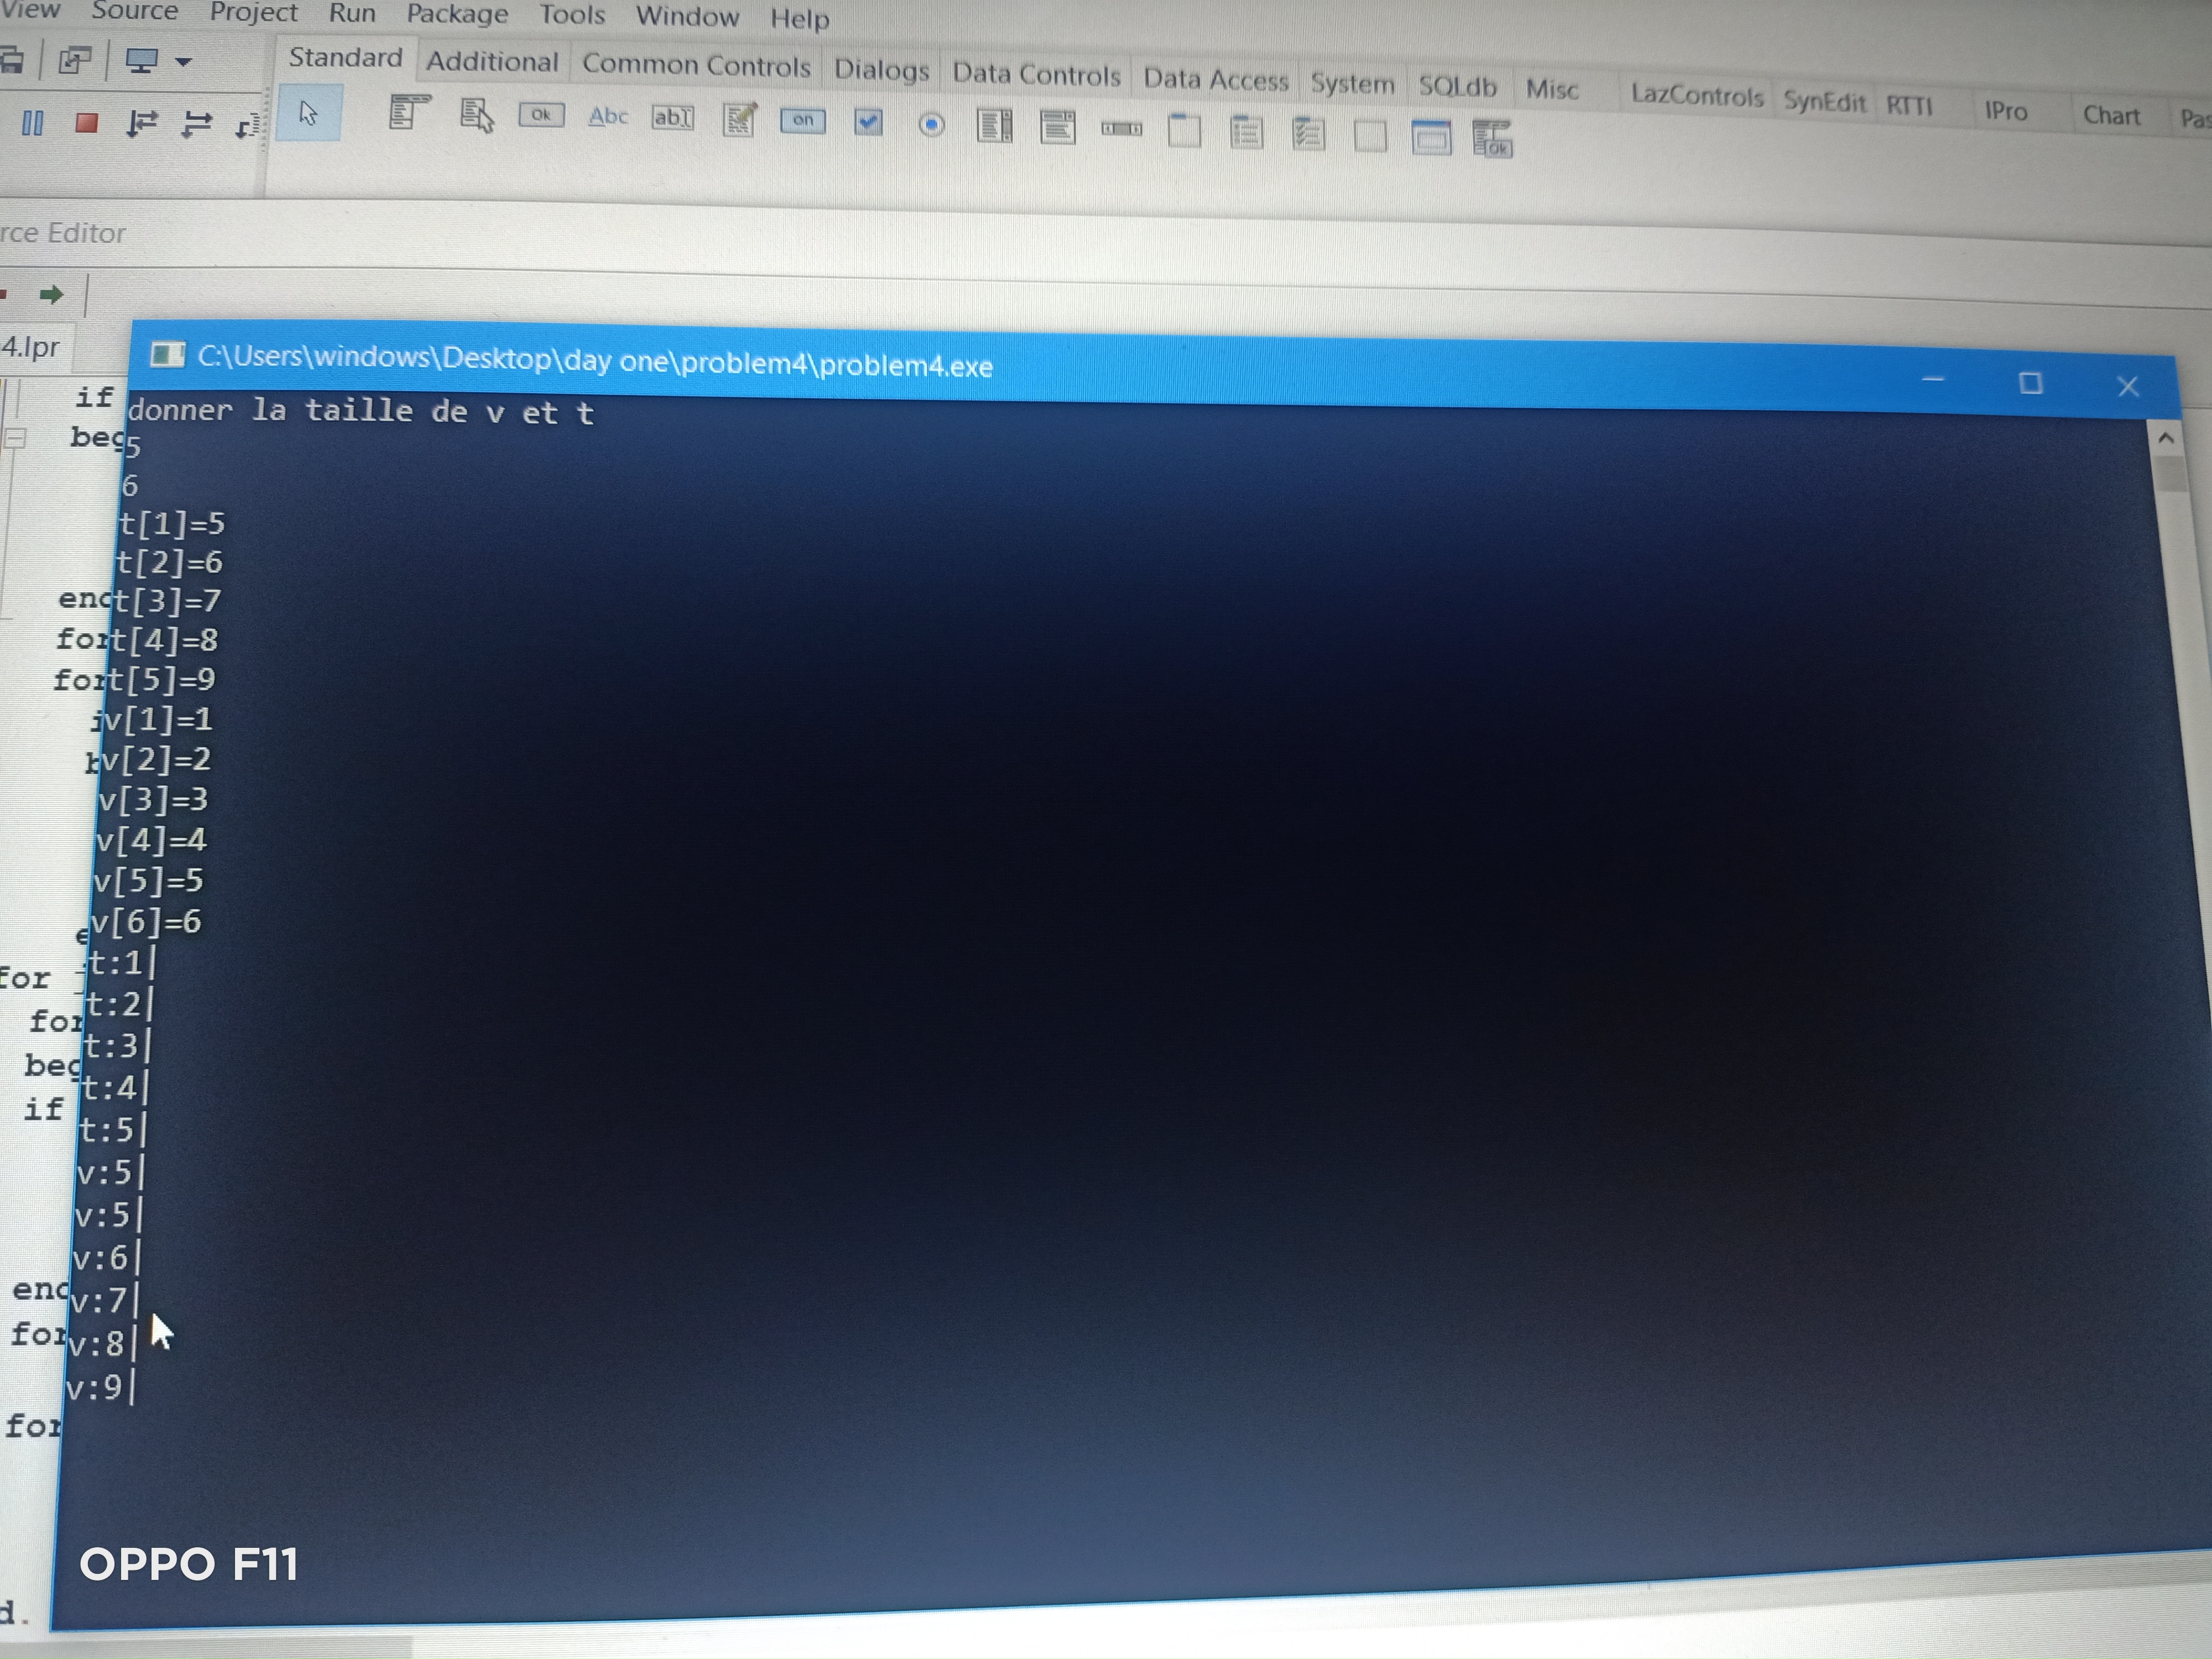 View Source Project Run Package Tools Window Help
Standard Additional Common Controls Dialogs Data Controls Data Access System SQLdb Misc LazControls SynEdit RTTI IPro Chart Pas
Ok Abc abI on Ok
rce Editor
4.lpr
C:\Users\windows\Desktop\day one\problem4\problem4.exe
if
donner la taille de v et t
beg
5
6
t[1]=5
t[2]=6
end
t[3]=7
for
t[4]=8
for
t[5]=9
v[1]=1
v[2]=2
v[3]=3
v[4]=4
v[5]=5
v[6]=6
t:1|
for
t:2|
for
t:3|
beg
t:4|
if
t:5|
v:5|
v:5|
v:6|
end
v:7|
for
v:8|
v:9|
for
OPPO F11
d.